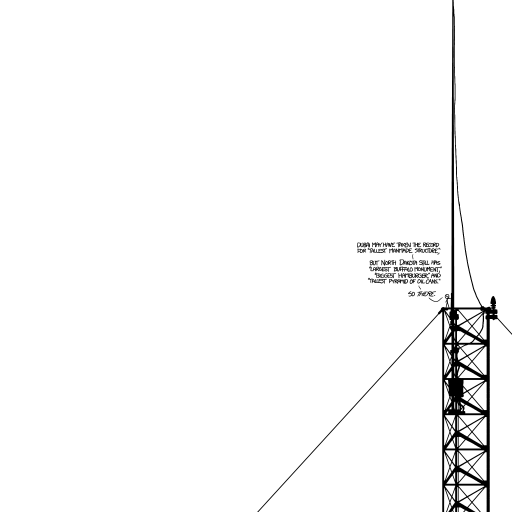 DUBAI MAY HAVE TAKEN THE RECORD
FOR "TALLEST MANMADE STRUCTURE,"
BUT NORTH DAKOTA STILL HAS
"LARGEST BUFFALO MONUMENT,"
"BIGGEST HAMBURGER," AND
"TALLEST PYRAMID OF OIL CANS."
SO THERE.